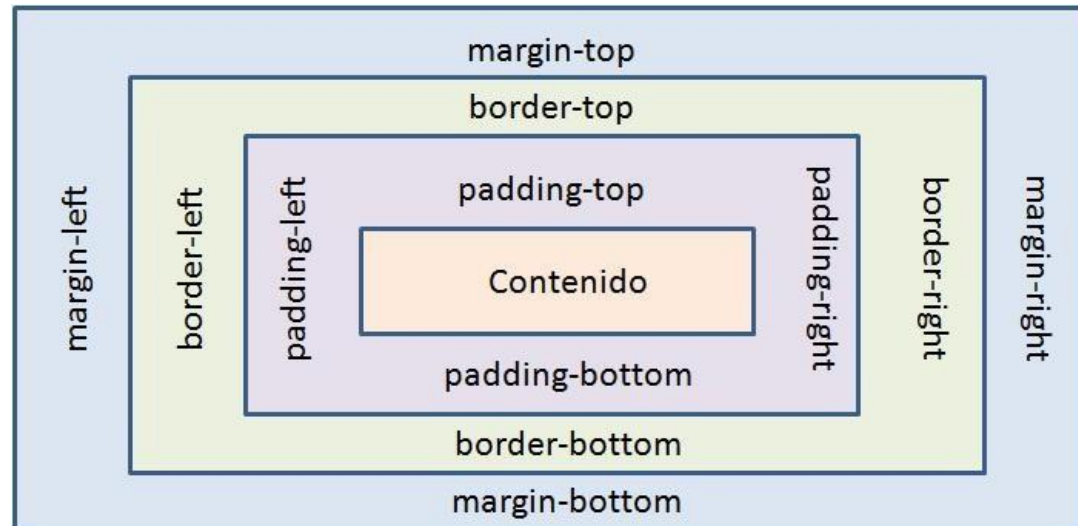 margin-top
border-top
padding-top
margin-left
border-left
padding-left
Contenido
padding-right
border-right
margin-right
padding-bottom
border-bottom
margin-bottom